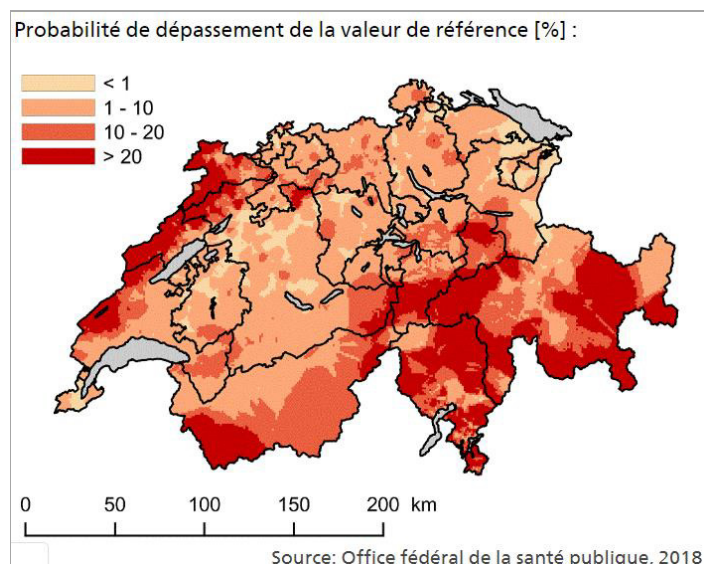 Probabilité de dépassement de la valeur de référence [%] :
< 1
1 - 10
10 - 20
> 20
0 50 100 150 200 km
Source: Office fédéral de la santé publique, 2018